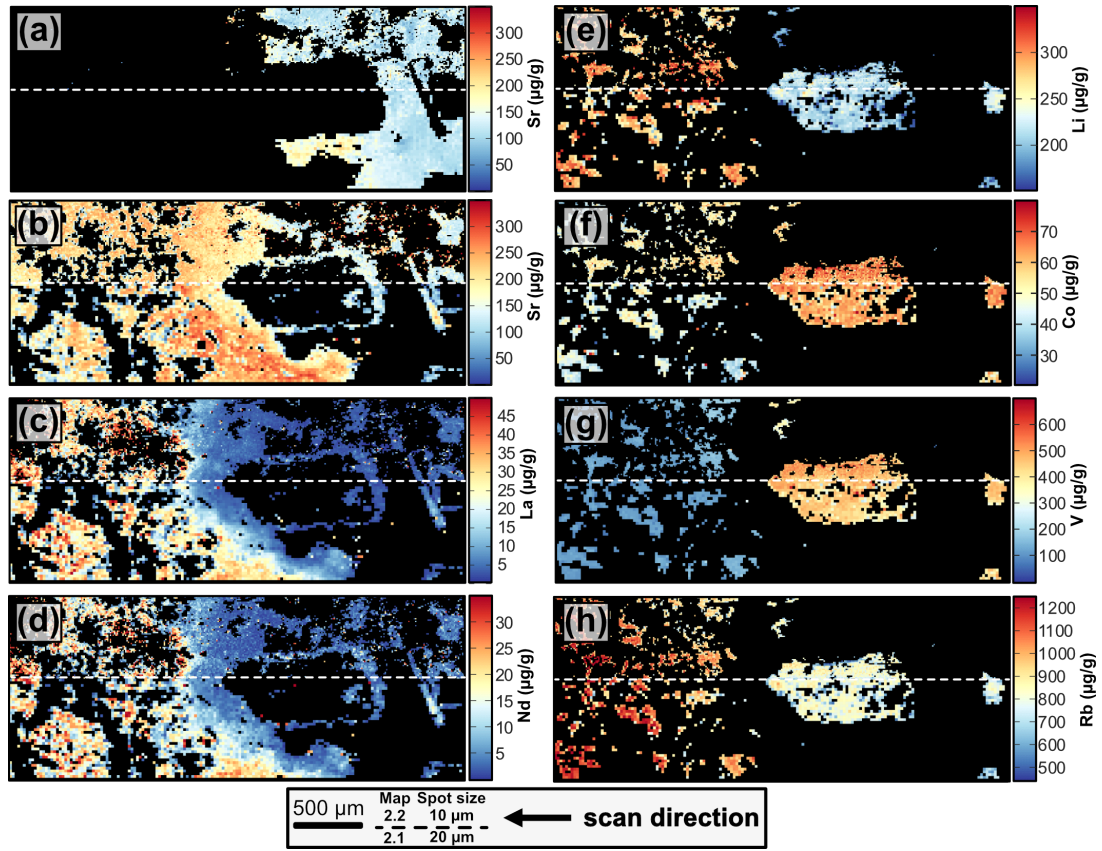 (a)
300
250
200
150
100
50
Sr (µg/g)
(b)
300
250
200
150
100
50
Sr (µg/g)
(c)
45
40
35
30
25
20
15
10
5
La (µg/g)
(d)
30
25
20
15
10
5
Nd (µg/g)
(e)
300
250
200
Li (µg/g)
(f)
70
60
50
40
30
Co (µg/g)
(g)
600
500
400
300
200
100
V (µg/g)
(h)
1200
1100
1000
900
800
700
600
500
Rb (µg/g)
500 µm
Map Spot size
2.2 10 µm
2.1 20 µm
scan direction